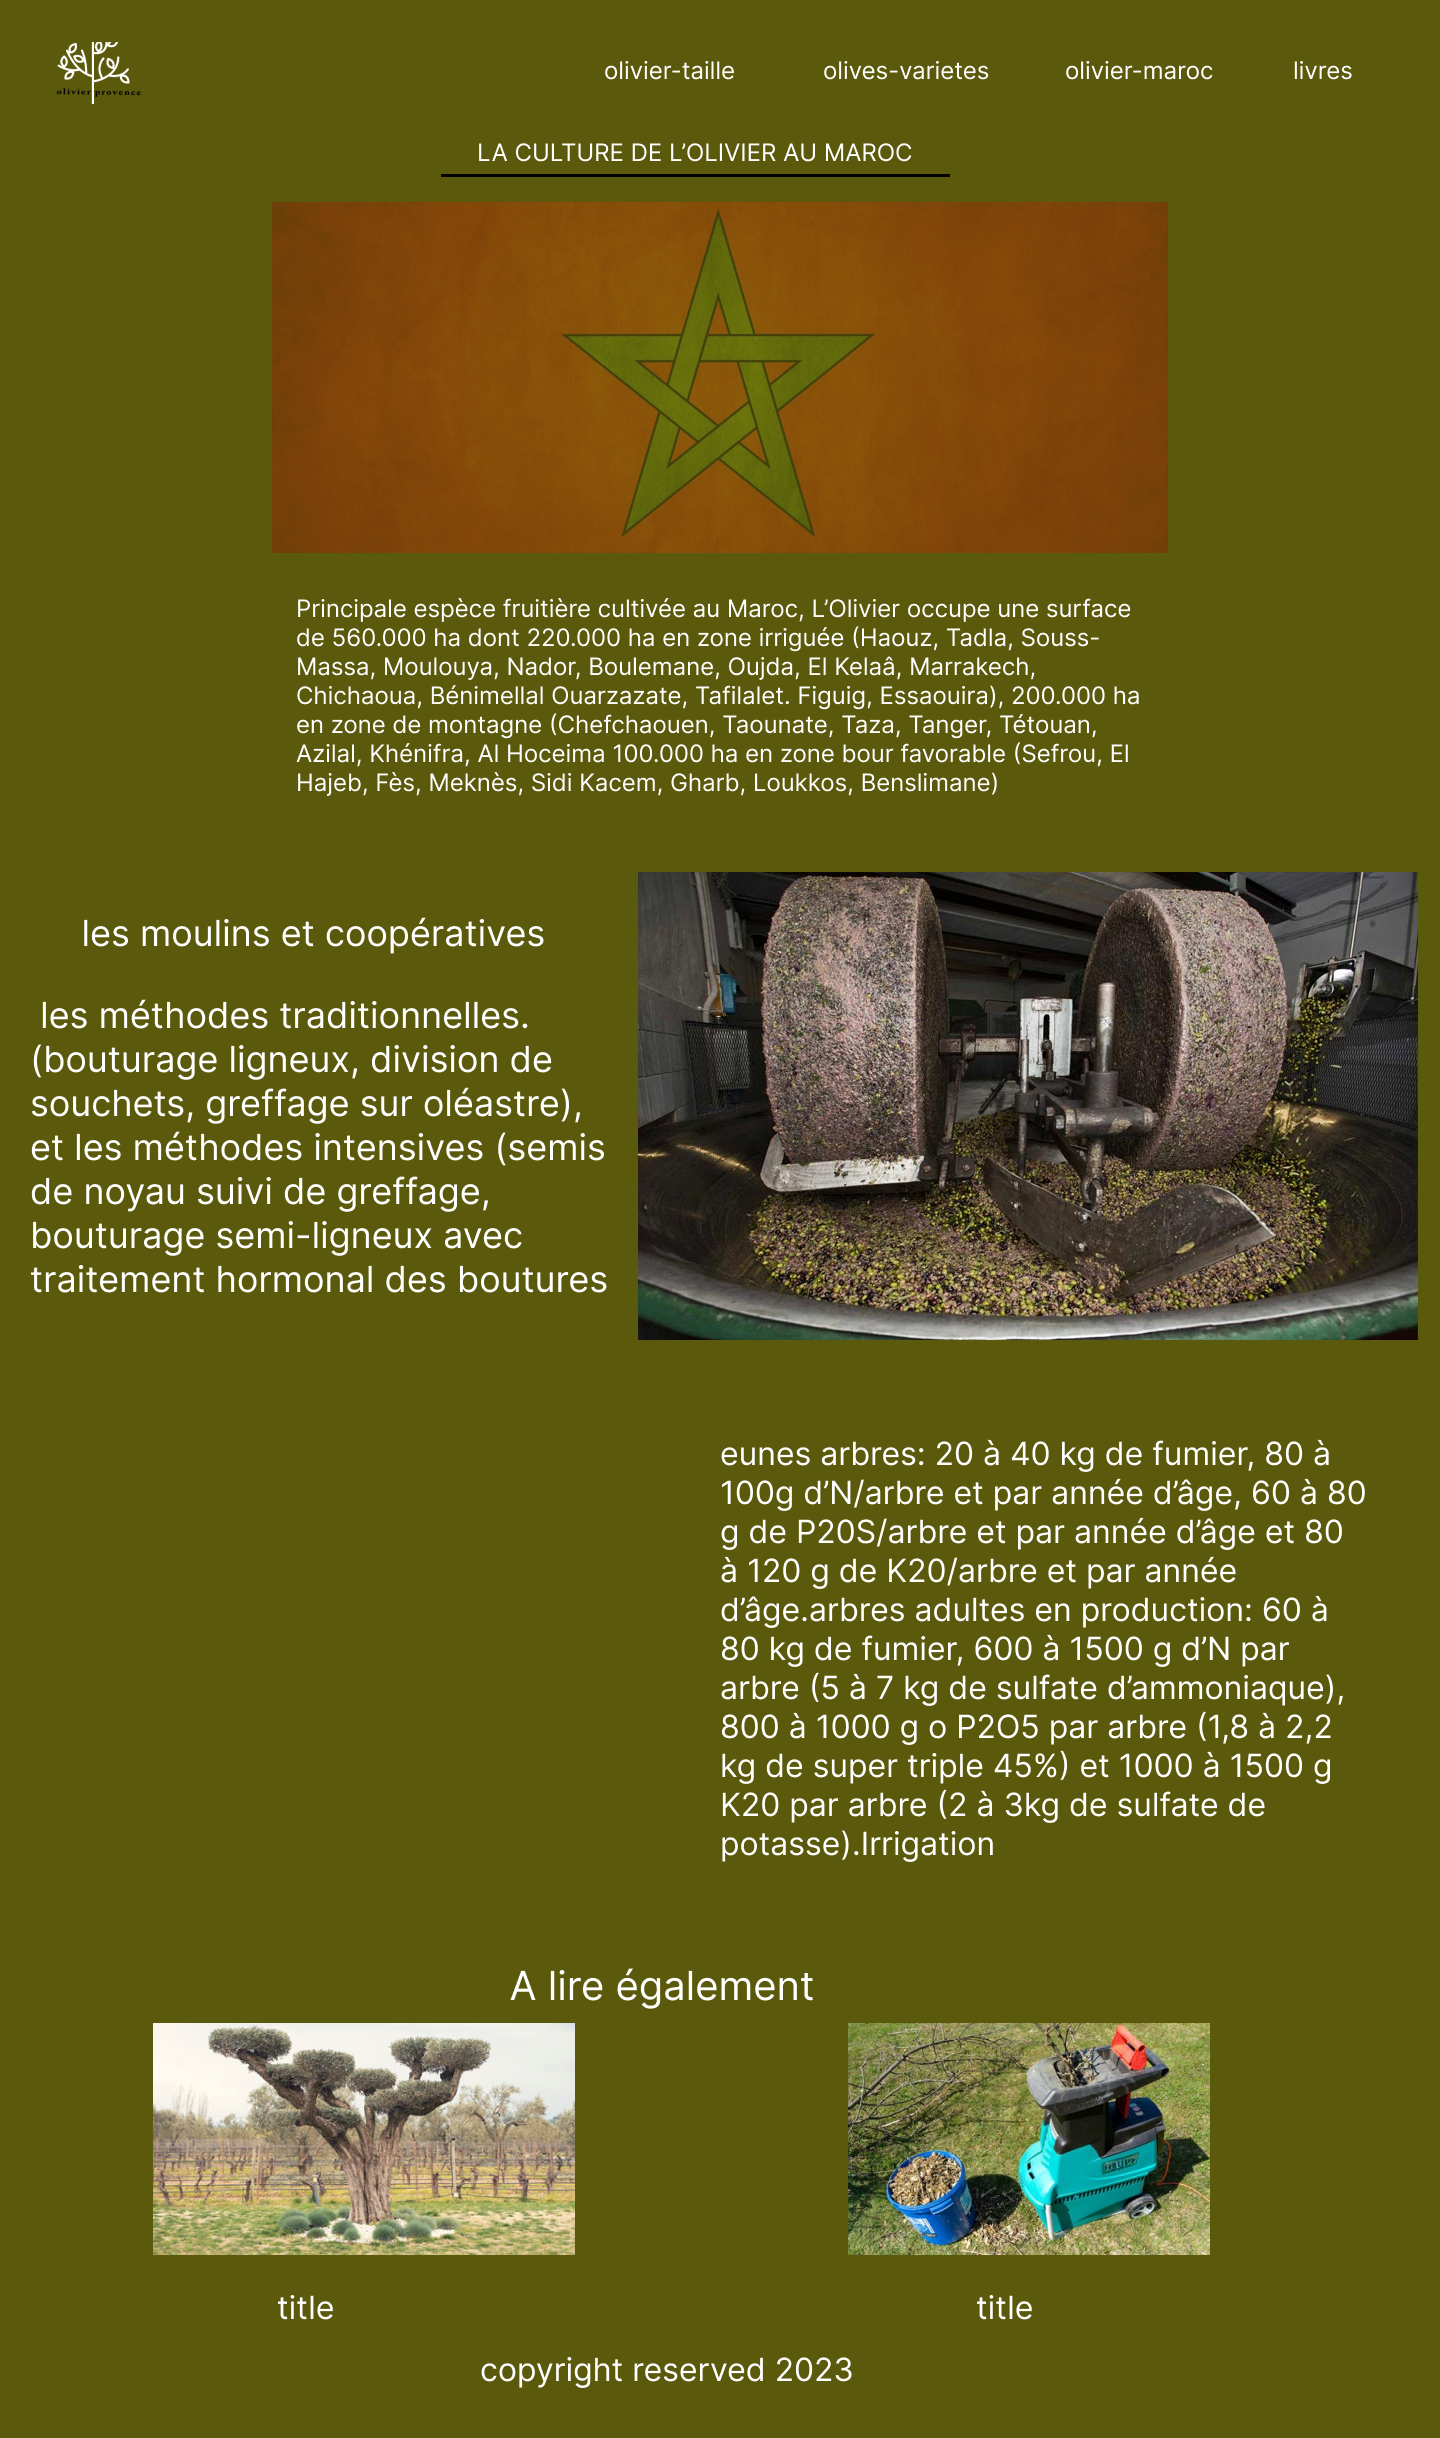 olivier provence
olivier-taille olives-varietes olivier-maroc livres
LA CULTURE DE L’OLIVIER AU MAROC
Principale espèce fruitière cultivée au Maroc, L’Olivier occupe une surface
de 560.000 ha dont 220.000 ha en zone irriguée (Haouz, Tadla, Souss-
Massa, Moulouya, Nador, Boulemane, Oujda, El Kelaâ, Marrakech,
Chichaoua, Bénimellal Ouarzazate, Tafilalet. Figuig, Essaouira), 200.000 ha
en zone de montagne (Chefchaouen, Taounate, Taza, Tanger, Tétouan,
Azilal, Khénifra, Al Hoceima 100.000 ha en zone bour favorable (Sefrou, El
Hajeb, Fès, Meknès, Sidi Kacem, Gharb, Loukkos, Benslimane)
les moulins et coopératives
les méthodes traditionnelles.
(bouturage ligneux, division de
souchets, greffage sur oléastre),
et les méthodes intensives (semis
de noyau suivi de greffage,
bouturage semi-ligneux avec
traitement hormonal des boutures
eunes arbres: 20 à 40 kg de fumier, 80 à
100g d’N/arbre et par année d’âge, 60 à 80
g de P20S/arbre et par année d’âge et 80
à 120 g de K20/arbre et par année
d’âge.arbres adultes en production: 60 à
80 kg de fumier, 600 à 1500 g d’N par
arbre (5 à 7 kg de sulfate d’ammoniaque),
800 à 1000 g o P2O5 par arbre (1,8 à 2,2
kg de super triple 45%) et 1000 à 1500 g
K20 par arbre (2 à 3kg de sulfate de
potasse).Irrigation
A lire également
title title
copyright reserved 2023